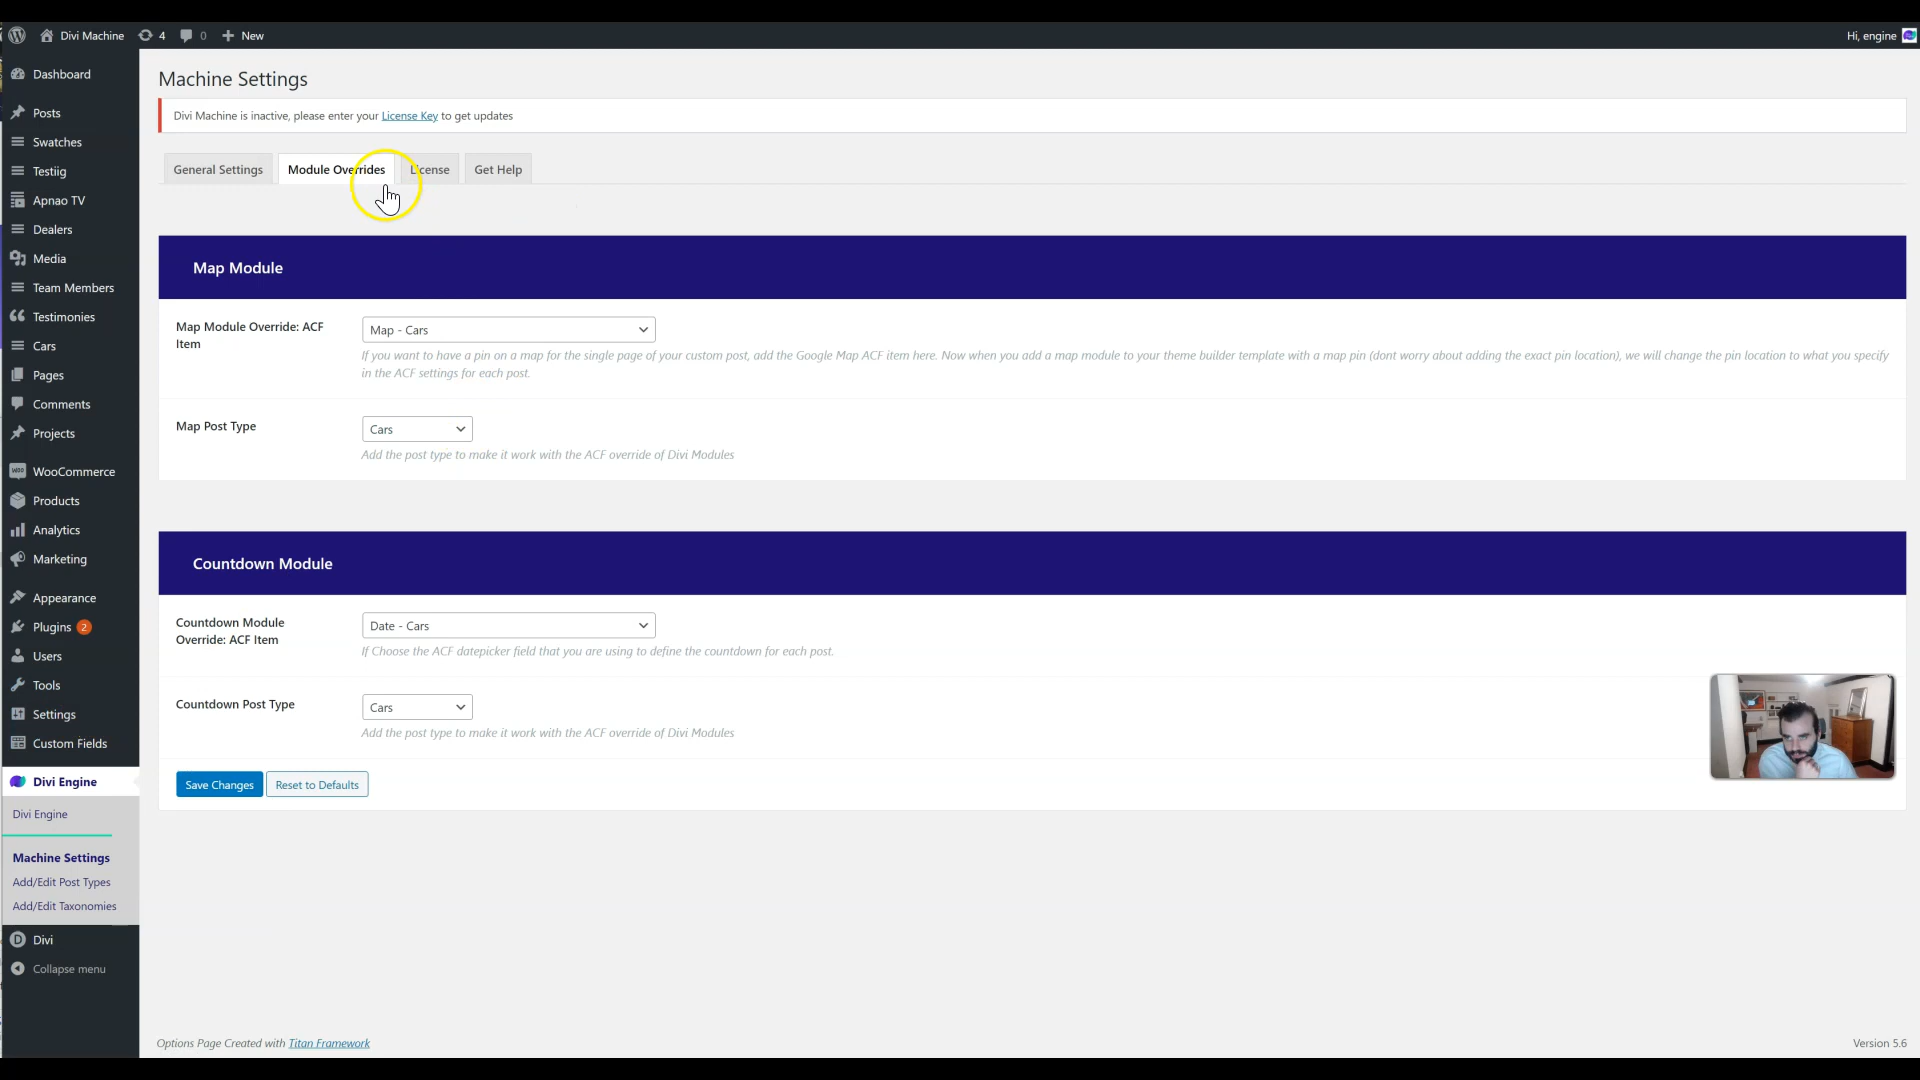 Divi Machine 4 0 New
Hi, engine
Dashboard
Posts
Swatches
Testiig
Apnao TV
Dealers
Media
Team Members
Testimonies
Cars
Pages
Comments
Projects
WooCommerce
Products
Analytics
Marketing
Appearance
Plugins 2
Users
Tools
Settings
Custom Fields
Divi Engine
Divi Engine
Machine Settings
Add/Edit Post Types
Add/Edit Taxonomies
Divi
Collapse menu
Machine Settings
Divi Machine is inactive, please enter your License Key to get updates
General Settings Module Overrides License Get Help
Map Module
Map Module Override: ACF
Item
Map - Cars
If you want to have a pin on a map for the single page of your custom post, add the Google Map ACF item here. Now when you add a map module to your theme builder template with a map pin (dont worry about adding the exact pin location), we will change the pin location to what you specify
in the ACF settings for each post.
Map Post Type
Cars
Add the post type to make it work with the ACF override of Divi Modules
Countdown Module
Countdown Module
Override: ACF Item
Date - Cars
If Choose the ACF datepicker field that you are using to define the countdown for each post.
Countdown Post Type
Cars
Add the post type to make it work with the ACF override of Divi Modules
Save Changes Reset to Defaults
Options Page Created with Titan Framework
Version 5.6